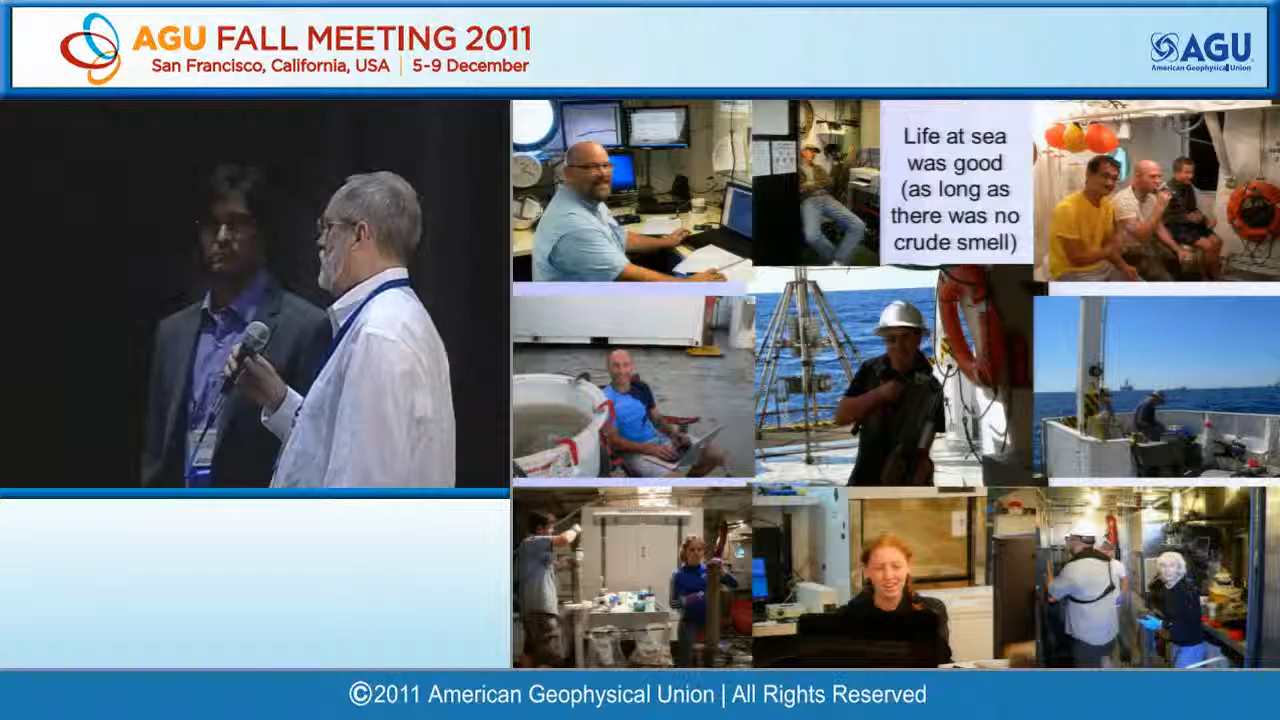 AGU FALL MEETING 2011
San Francisco, California, USA | 5-9 December
AGU
American Geophysical Union
Life at sea
was good
(as long as
there was no
crude smell)
©2011 American Geophysical Union | All Rights Reserved